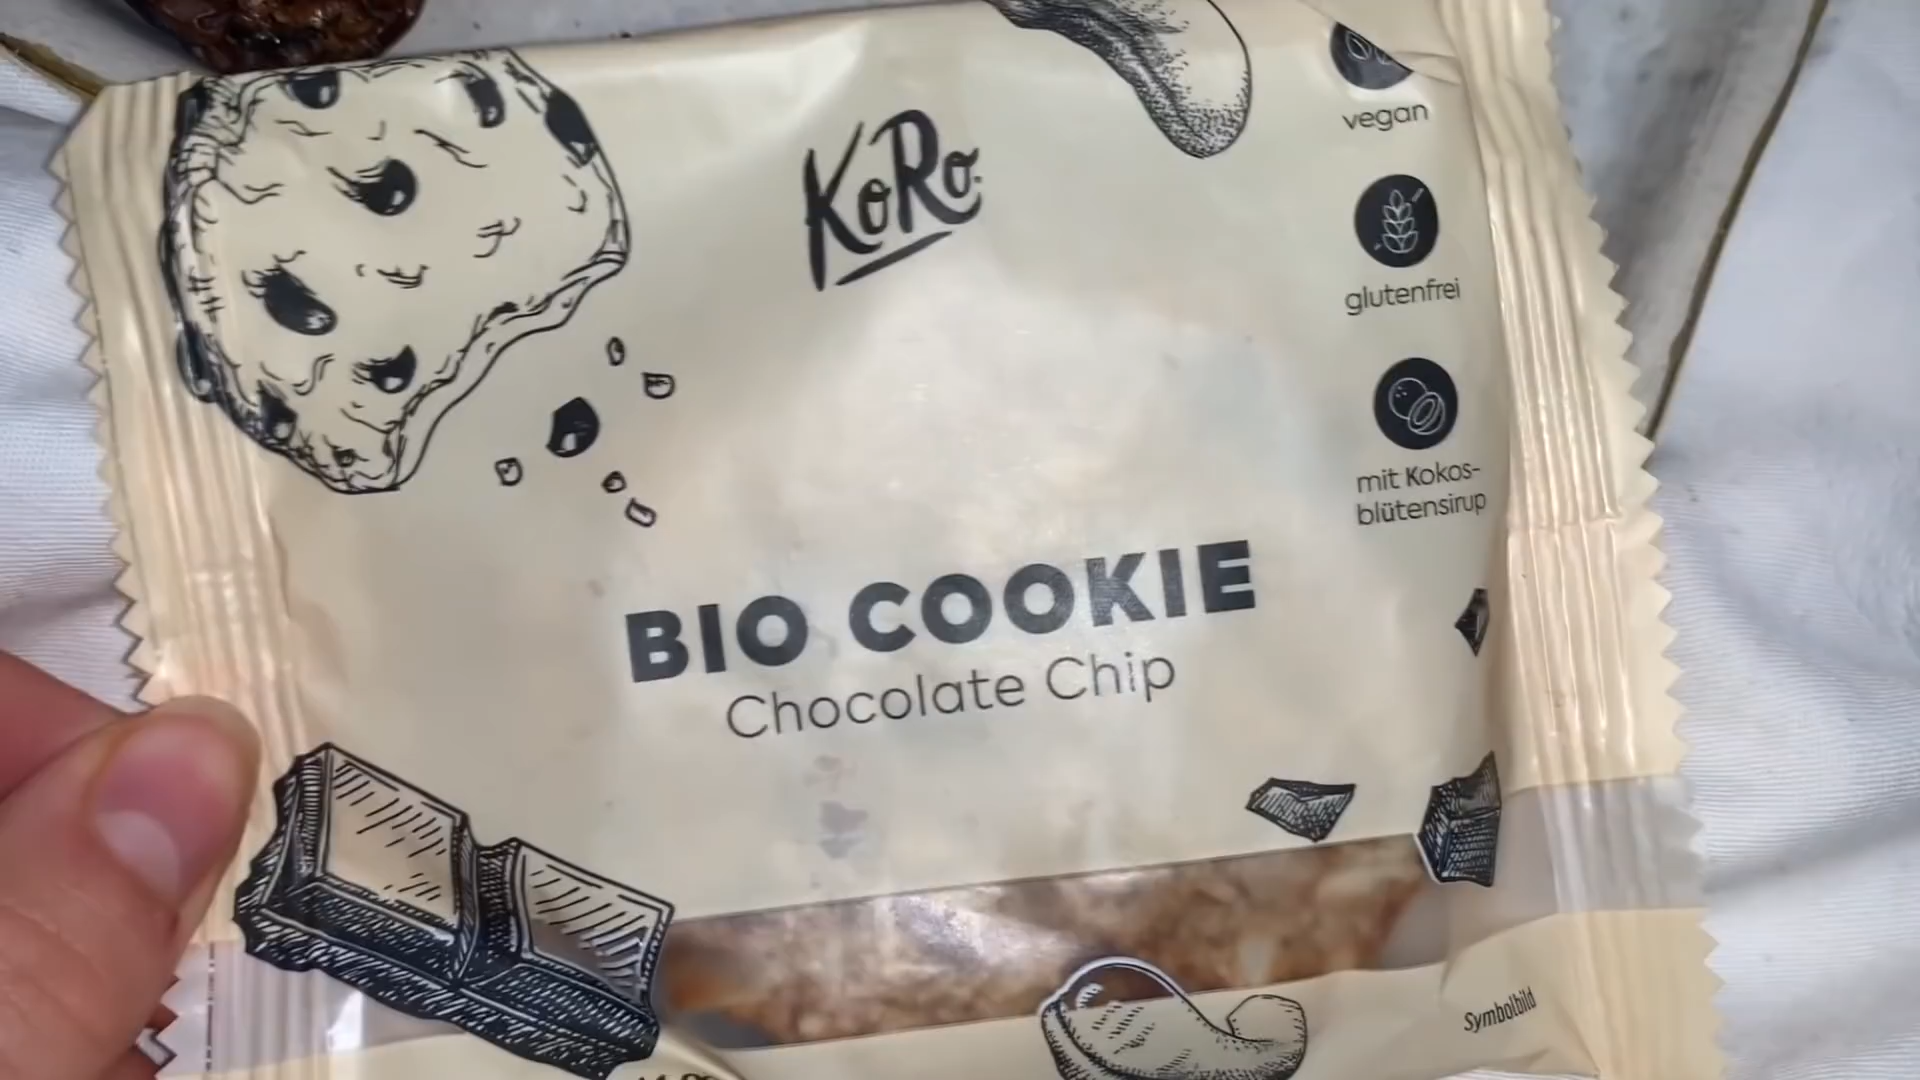 KoRo
vegan
glutenfrei
mit Kokos-
blütensirup
BIO COOKIE
Chocolate Chip
Symbolbild